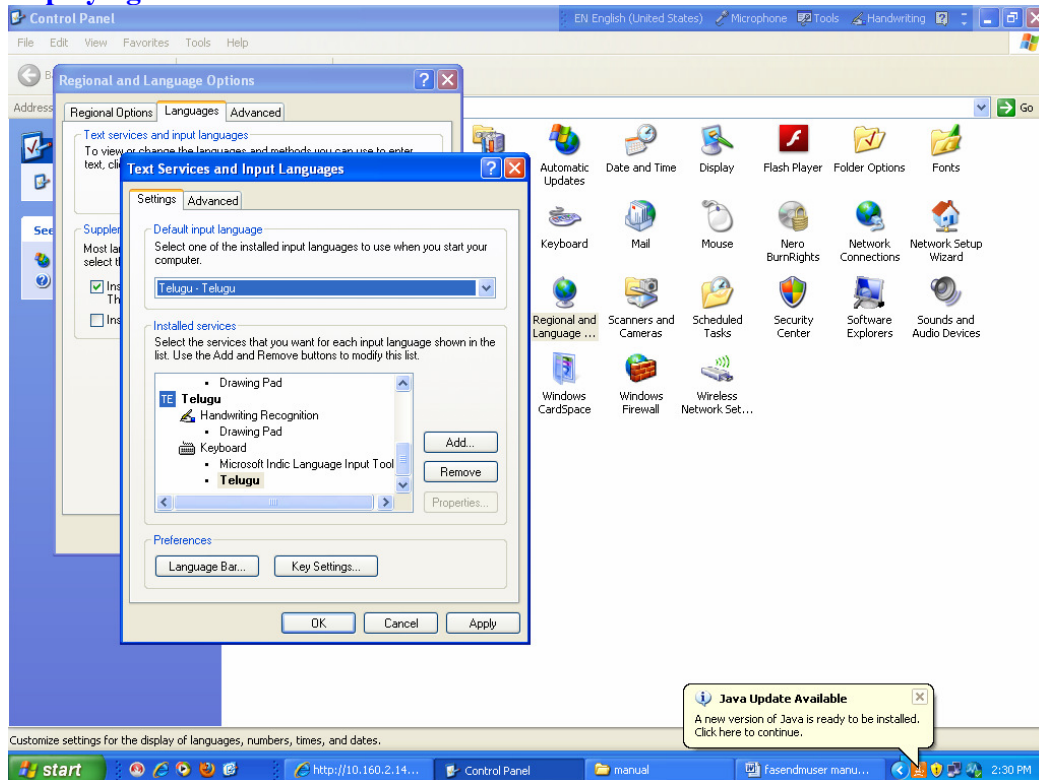 Control Panel
EN English (United States) Microphone Tools Handwriting
File Edit View Favorites Tools Help
Address
Go
Regional and Language Options
Regional Options Languages Advanced
Text services and input languages
To view or change the languages and methods you can use to enter
text, cli
Supplem
Most la
select t
Ins
Th
Ins
See
Text Services and Input Languages
Settings Advanced
Default input language
Select one of the installed input languages to use when you start your
computer.
Telugu - Telugu
Installed services
Select the services that you want for each input language shown in the
list. Use the Add and Remove buttons to modify this list.
Drawing Pad
TE Telugu
Handwriting Recognition
Drawing Pad
Keyboard
Microsoft Indic Language Input Tool
Telugu
Add...
Remove
Properties...
Preferences
Language Bar... Key Settings...
OK Cancel Apply
Automatic Updates
Date and Time
Display
Flash Player
Folder Options
Fonts
Keyboard
Mail
Mouse
Nero BurnRights
Network Connections
Network Setup Wizard
Regional and Language ...
Scanners and Cameras
Scheduled Tasks
Security Center
Software Explorers
Sounds and Audio Devices
Windows CardSpace
Windows Firewall
Wireless Network Set...
Java Update Available
A new version of Java is ready to be installed.
Click here to continue.
Customize settings for the display of languages, numbers, times, and dates.
start
http://10.160.2.14...
Control Panel
manual
fasendmuser manu...
2:30 PM